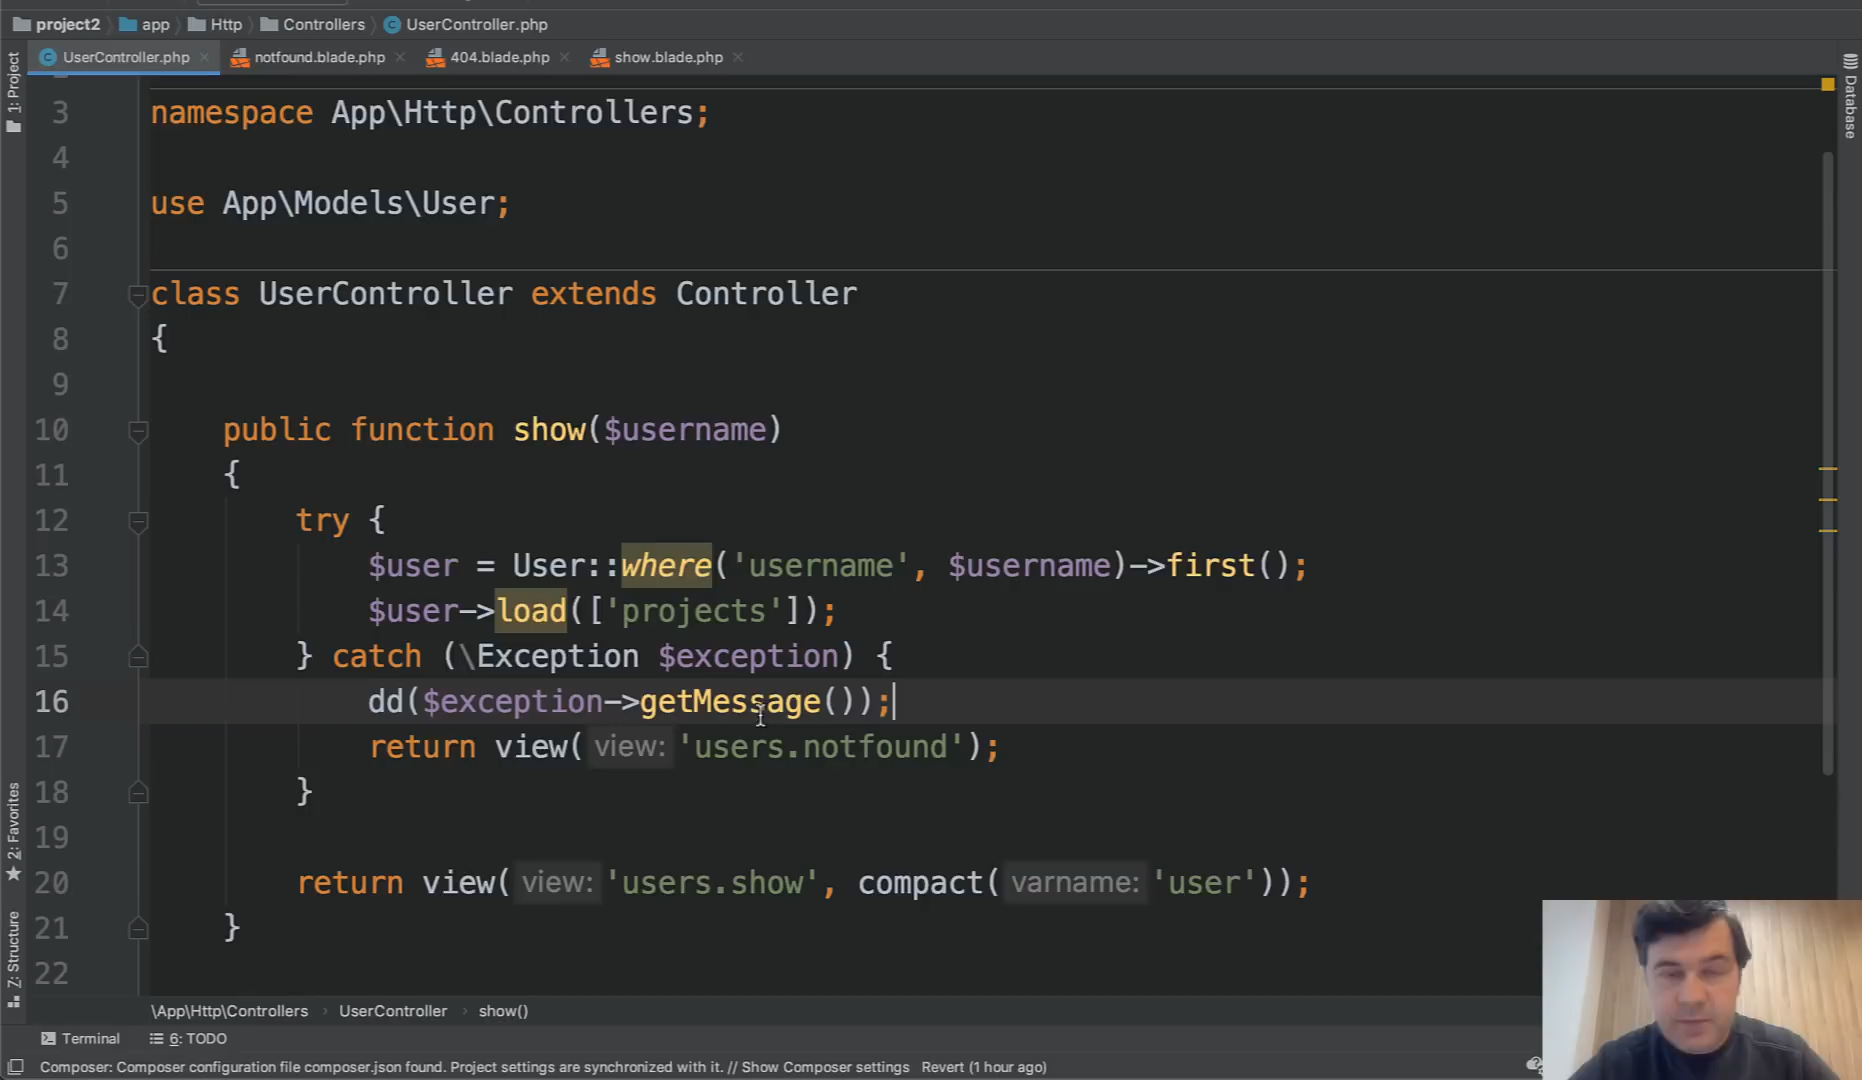 project2 app Http Controllers UserController.php
UserController.php notfound.blade.php 404.blade.php show.blade.php
1: Project
Database
3 namespace App\Http\Controllers;
4
5 use App\Models\User;
6
7 class UserController extends Controller
8 {
9
10 public function show($username)
11 {
12 try {
13 $user = User::where('username', $username)->first();
14 $user->load(['projects']);
15 } catch (\Exception $exception) {
16 dd($exception->getMessage());
17 return view( view: 'users.notfound');
18 }
19
20 return view( view: 'users.show', compact( varname: 'user'));
21 }
22
2: Favorites
Z: Structure
\App\Http\Controllers › UserController › show()
Terminal 6: TODO
Composer: Composer configuration file composer.json found. Project settings are synchronized with it. // Show Composer settings Revert (1 hour ago)